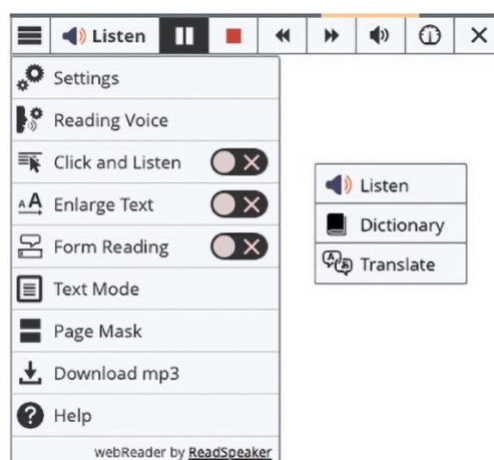 Listen
Settings
Reading Voice
Click and Listen
Enlarge Text
Form Reading
Text Mode
Page Mask
Download mp3
Help
webReader by ReadSpeaker
Listen
Dictionary
Translate